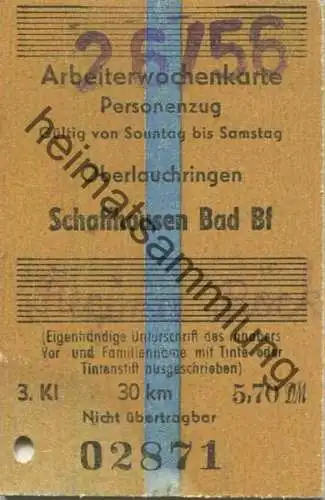 26/56
Arbeiterwochenkarte
Personenzug
Gültig von Sonntag bis Samstag
Oberlauchringen
Schaffhausen Bad Bf
(Eigenhändige Unterschrift des Inhabers
Vor und Familienname mit Tinte oder
Tintenstift ausgeschrieben)
3. Kl 30 km 5,70 DM
Nicht übertragbar
02871
heimatsammlung.de